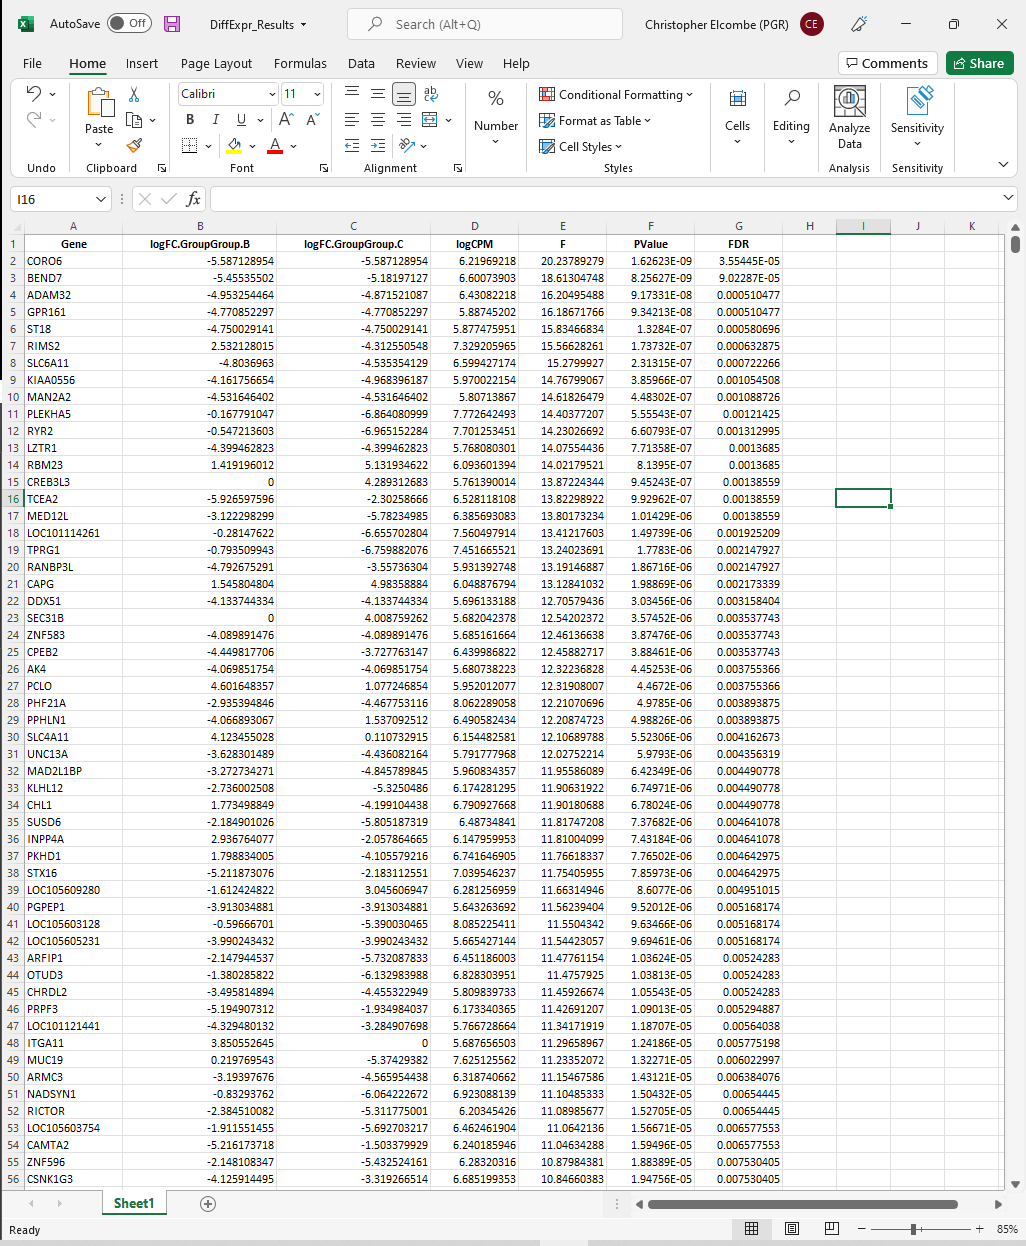 AutoSave Off DiffExpr_Results Search (Alt+Q) Christopher Elcombe (PGR) CE
File Home Insert Page Layout Formulas Data Review View Help Comments Share
Calibri 11
Paste Number Conditional Formatting Format as Table Cell Styles Cells Editing Analyze Data Sensitivity
Undo Clipboard Font Alignment Styles Analysis Sensitivity
I16 fx
A B C D E F G H I J K
1 Gene logFC.GroupGroup.B logFC.GroupGroup.C logCPM F PValue FDR
2 CORO6 -5.587128954 -5.587128954 6.21969218 20.23789279 1.62623E-09 3.55445E-05
3 BEND7 -5.45535502 -5.18197127 6.60073903 18.61304748 8.25627E-09 9.02287E-05
4 ADAM32 -4.953254464 -4.871521087 6.43082218 16.20495488 9.17331E-08 0.000510477
5 GPR161 -4.770852297 -4.770852297 5.88745202 16.18671766 9.34213E-08 0.000510477
6 ST18 -4.750029141 -4.750029141 5.877475951 15.83466834 1.3284E-07 0.000580696
7 RIMS2 2.532128015 -4.312550548 7.329205965 15.56628261 1.73732E-07 0.000632875
8 SLC6A11 -4.8036963 -4.535354129 6.599427174 15.2799927 2.31315E-07 0.000722266
9 KIAA0556 -4.161756654 -4.968396187 5.970022154 14.76799067 3.85966E-07 0.001054508
10 MAN2A2 -4.531646402 -4.531646402 5.80713867 14.61826479 4.48302E-07 0.001088726
11 PLEKHA5 -0.167791047 -6.864080999 7.772642493 14.40377207 5.55543E-07 0.00121425
12 RYR2 -0.547213603 -6.965152284 7.701253451 14.23026692 6.60793E-07 0.001312995
13 LZTR1 -4.399462823 -4.399462823 5.768080301 14.07554436 7.71358E-07 0.0013685
14 RBM23 1.419196012 5.131934622 6.093601394 14.02179521 8.1395E-07 0.0013685
15 CREB3L3 0 4.289312683 5.761390014 13.87224344 9.45243E-07 0.00138559
16 TCEA2 -5.926597596 -2.30258666 6.528118108 13.82298922 9.92962E-07 0.00138559
17 MED12L -3.122298299 -5.78234985 6.385693083 13.80173234 1.01429E-06 0.00138559
18 LOC101114261 -0.28147622 -6.655702804 7.560497914 13.41217603 1.49739E-06 0.001925209
19 TPRG1 -0.793509943 -6.759882076 7.451665521 13.24023691 1.7783E-06 0.002147927
20 RANBP3L -4.792675291 -3.55736304 5.931392748 13.19146887 1.86716E-06 0.002147927
21 CAPG 1.545804804 4.98358884 6.048876794 13.12841032 1.98869E-06 0.002173339
22 DDX51 -4.133744334 -4.133744334 5.696133188 12.70579436 3.03456E-06 0.003158404
23 SEC31B 0 4.008759262 5.682042378 12.54202372 3.57452E-06 0.003537743
24 ZNF583 -4.089891476 -4.089891476 5.685161664 12.46136638 3.87476E-06 0.003537743
25 CPEB2 -4.449817706 -3.727763147 6.439986822 12.45882717 3.88461E-06 0.003537743
26 AK4 -4.069851754 -4.069851754 5.680738223 12.32236828 4.45253E-06 0.003755366
27 PCLO 4.601648357 1.077246854 5.952012077 12.31908007 4.4672E-06 0.003755366
28 PHF21A -2.935394846 -4.467753116 8.062289058 12.21070696 4.9785E-06 0.003893875
29 PPHLN1 -4.066893067 1.537092512 6.490582434 12.20874723 4.98826E-06 0.003893875
30 SLC4A11 4.123455028 0.110732915 6.154482581 12.10689788 5.52306E-06 0.004162673
31 UNC13A -3.628301489 -4.436082164 5.791777968 12.02752214 5.9793E-06 0.004356319
32 MAD2L1BP -3.272734271 -4.845789845 5.960834357 11.95586089 6.42349E-06 0.004490778
33 KLHL12 -2.736002508 -5.3250486 6.174281295 11.90631922 6.74971E-06 0.004490778
34 CHL1 1.773498849 -4.199104438 6.790927668 11.90180688 6.78024E-06 0.004490778
35 SUSD6 -2.184901026 -5.805187319 6.48734841 11.81747208 7.37682E-06 0.004641078
36 INPP4A 2.936764077 -2.057864665 6.147959953 11.81004099 7.43184E-06 0.004641078
37 PKHD1 1.798834005 -4.105579216 6.741646905 11.76618337 7.76502E-06 0.004642975
38 STX16 -5.211873076 -2.183112551 7.039546237 11.75405955 7.85973E-06 0.004642975
39 LOC105609280 -1.612424822 3.045606947 6.281256959 11.66314946 8.6077E-06 0.004951015
40 PGPEP1 -3.913034881 -3.913034881 5.643263692 11.56239404 9.52012E-06 0.005168174
41 LOC105603128 -0.59666701 -5.390030465 8.085225411 11.5504342 9.63466E-06 0.005168174
42 LOC105605231 -3.990243432 -3.990243432 5.665427144 11.54423057 9.69461E-06 0.005168174
43 ARFIP1 -2.147944537 -5.732087833 6.451186003 11.47761154 1.03624E-05 0.00524283
44 OTUD3 -1.380285822 -6.132983988 6.828303951 11.4757925 1.03813E-05 0.00524283
45 CHRDL2 -3.495814894 -4.455322949 5.809839733 11.45926674 1.05543E-05 0.00524283
46 PRPF3 -5.194907312 -1.934984037 6.173340365 11.42691207 1.09013E-05 0.005294887
47 LOC101121441 -4.329480132 -3.284907698 5.766728664 11.34171919 1.18707E-05 0.00564038
48 ITGA11 3.850552645 0 5.687656503 11.29658967 1.24186E-05 0.005775198
49 MUC19 0.219769543 -5.37429382 7.625125562 11.23352072 1.32271E-05 0.006022997
50 ARMC3 -3.19397676 -4.565954438 6.318740662 11.15467586 1.43121E-05 0.006384076
51 NADSYN1 -0.83293762 -6.064222672 6.923088139 11.10485333 1.50432E-05 0.00654445
52 RICTOR -2.384510082 -5.311775001 6.20345426 11.08985677 1.52705E-05 0.00654445
53 LOC105603754 -1.911551455 -5.692703217 6.462461904 11.0642136 1.56671E-05 0.006577553
54 CAMTA2 -5.216173718 -1.503379929 6.240185946 11.04634288 1.59496E-05 0.006577553
55 ZNF596 -2.148108347 -5.432524161 6.28320316 10.87984381 1.88389E-05 0.007530405
56 CSNK1G3 -4.125914495 -3.319266514 6.685199353 10.84660383 1.94756E-05 0.007530405
Sheet1
Ready 85%